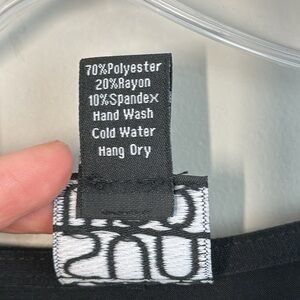 70%Polyester
20%Rayon
10%Spandex
Hand Wash
Cold Water
Hang Dry